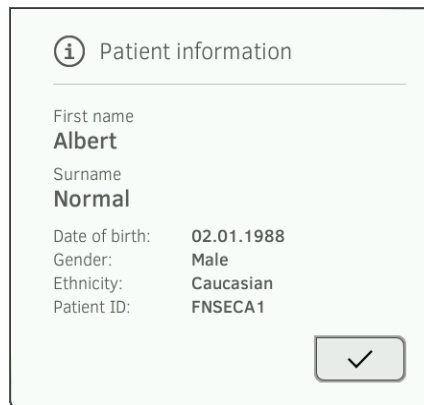 Patient information
First name
Albert
Surname
Normal
Date of birth: 02.01.1988
Gender: Male
Ethnicity: Caucasian
Patient ID: FNSECA1